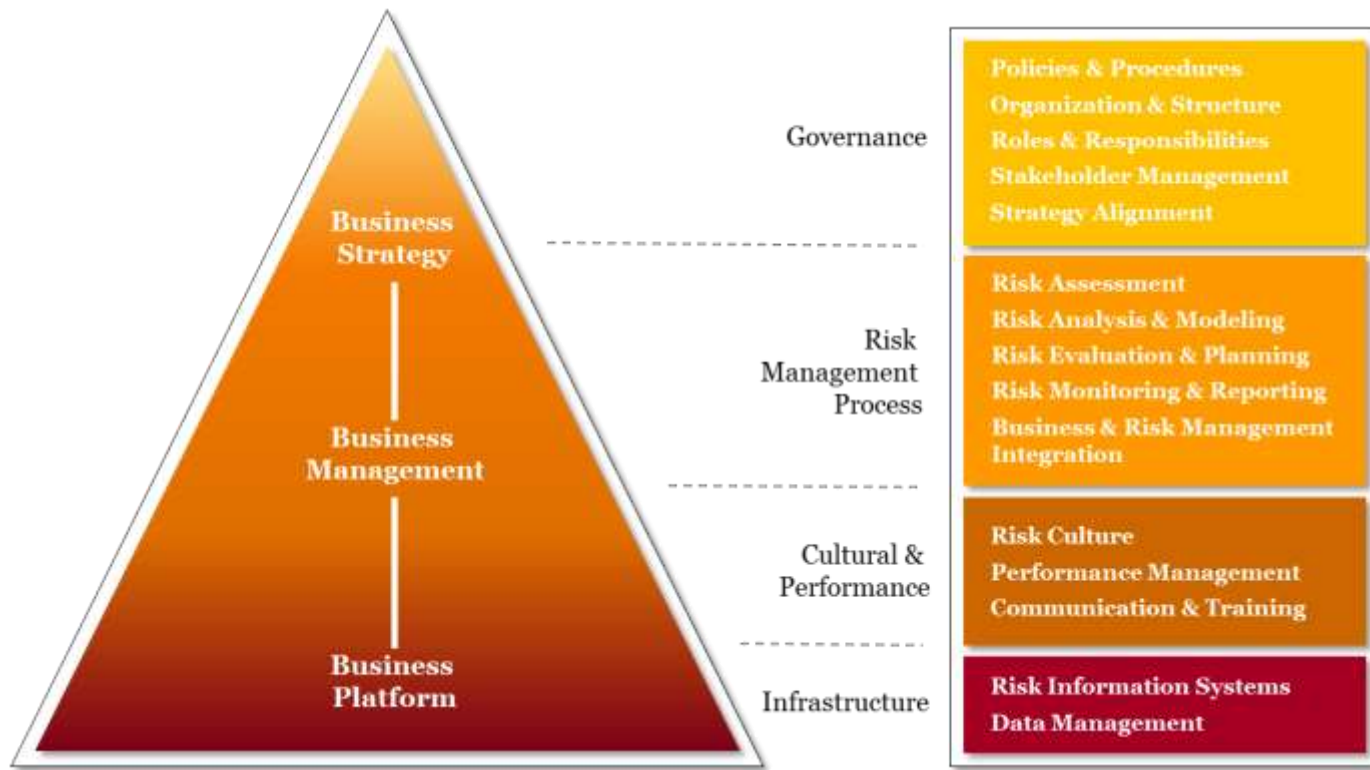 Business
Strategy
Business
Management
Business
Platform
Governance
Risk
Management
Process
Cultural &
Performance
Infrastructure
Policies & Procedures
Organization & Structure
Roles & Responsibilities
Stakeholder Management
Strategy Alignment
Risk Assessment
Risk Analysis & Modeling
Risk Evaluation & Planning
Risk Monitoring & Reporting
Business & Risk Management
Integration
Risk Culture
Performance Management
Communication & Training
Risk Information Systems
Data Management